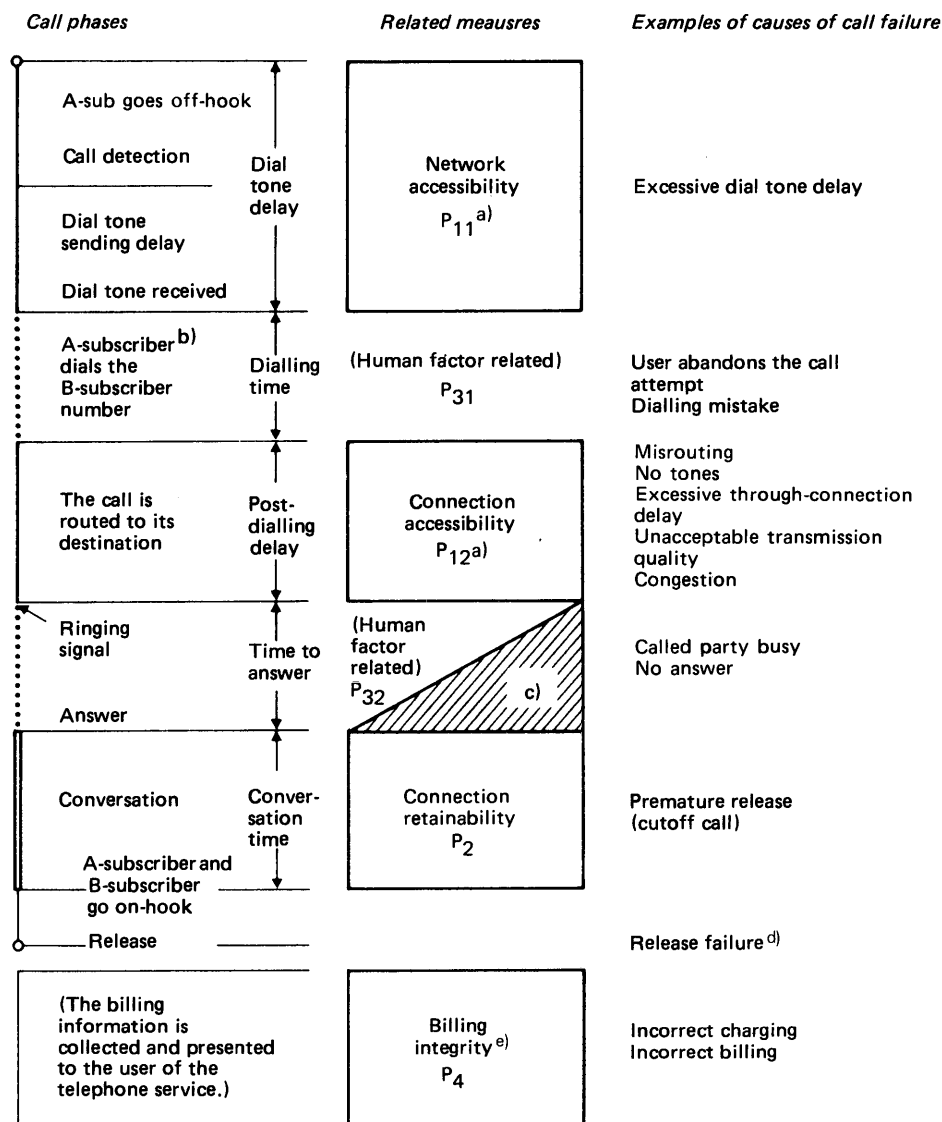 Call phases
Related meausres
Examples of causes of call failure
A-sub goes off-hook
Call detection
Dial tone
sending delay
Dial tone received
Dial
tone
delay
Network
accessibility
P11 a)
Excessive dial tone delay
A-subscriber b)
dials the
B-subscriber
number
Dialling
time
(Human factor related)
P31
User abandons the call
attempt
Dialling mistake
The call is
routed to its
destination
Post-
dialling
delay
Connection
accessibility
P12 a)
Misrouting
No tones
Excessive through-connection
delay
Unacceptable transmission
quality
Congestion
Ringing
signal
Answer
Time to
answer
(Human
factor
related)
P32
c)
Called party busy
No answer
Conversation
A-subscriber and
B-subscriber
go on-hook
Conver-
sation
time
Connection
retainability
P2
Premature release
(cutoff call)
Release
Release failure d)
(The billing
information is
collected and presented
to the user of the
telephone service.)
Billing
integrity e)
P4
Incorrect charging
Incorrect billing